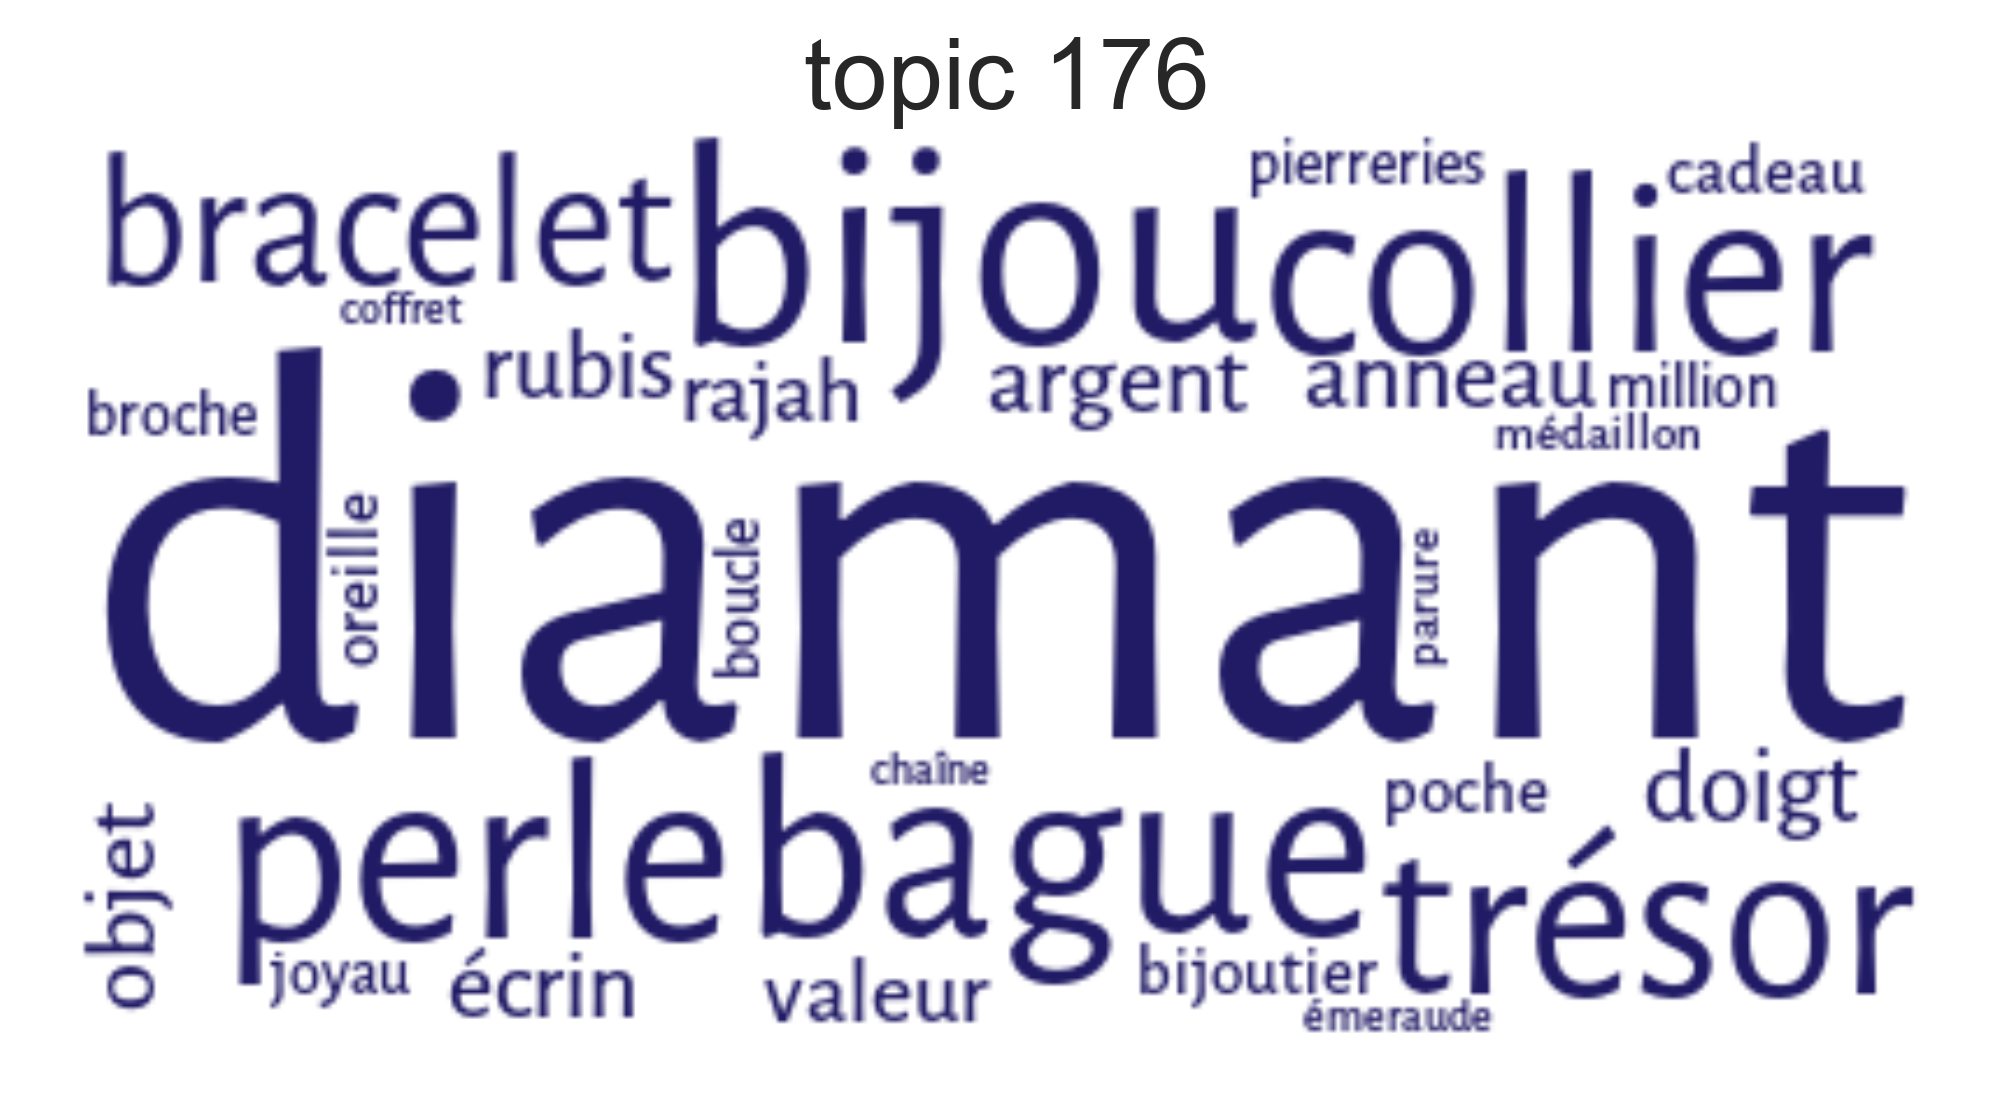 topic 176
bracelet bijou collier pierreries cadeau
coffret
rubis rajah argent anneau million
broche
médaillon
diamant
oreille
boucle
parure
chaîne
poche doigt
objet perle bague trésor
joyau écrin valeur bijoutier
émeraude